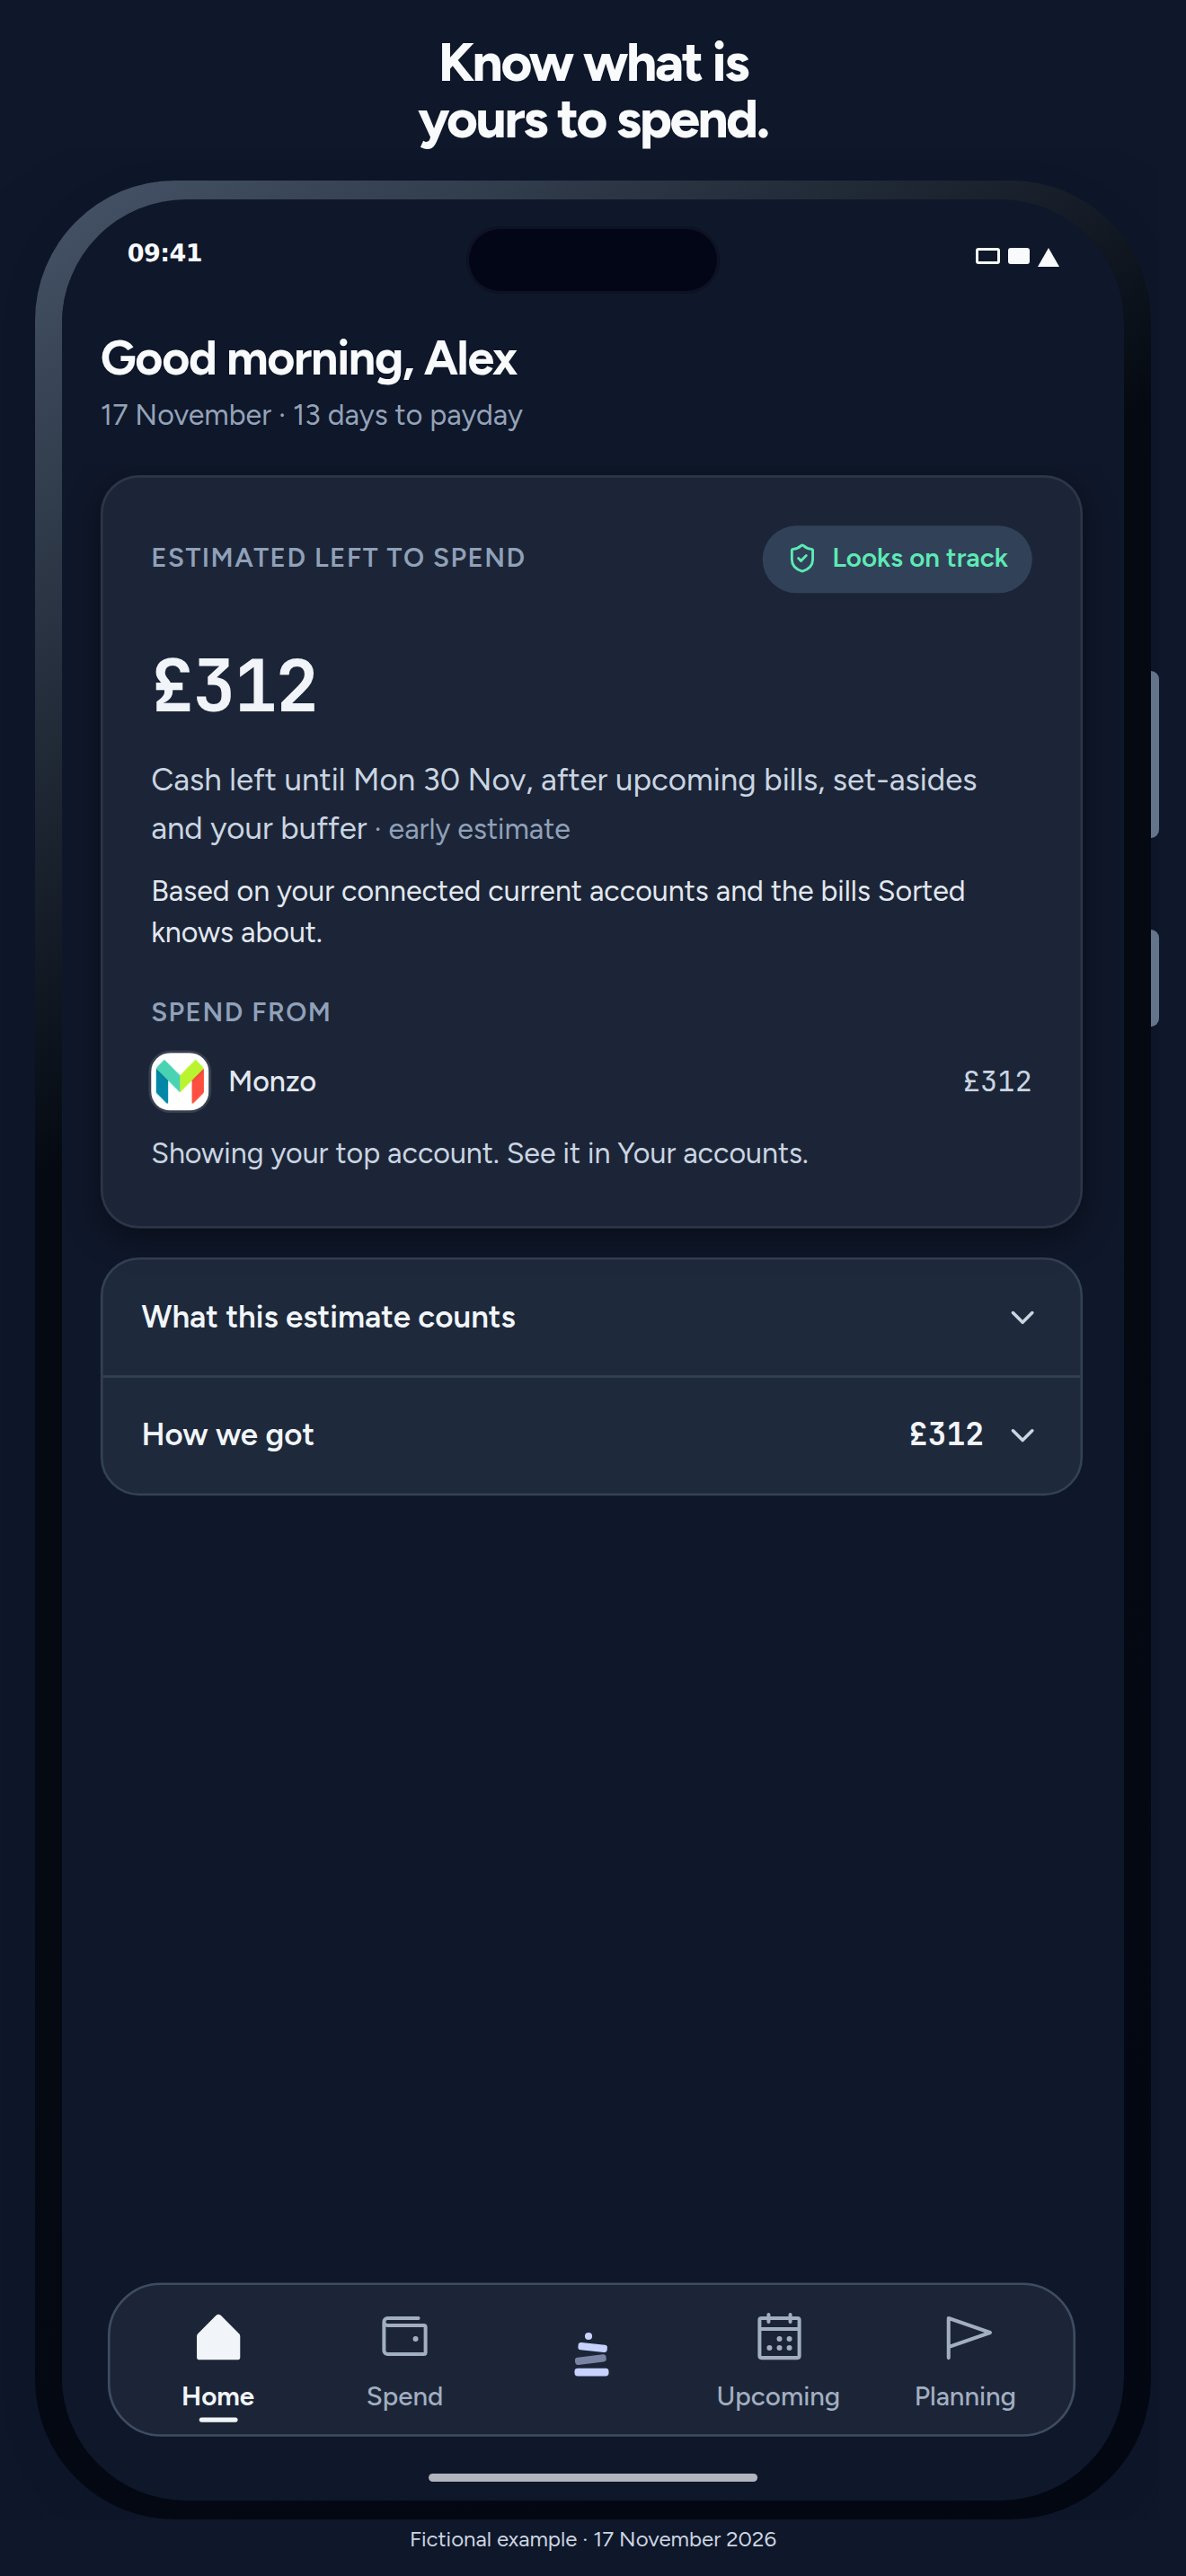 Know what is
yours to spend.
09:41
Good morning, Alex
17 November · 13 days to payday
ESTIMATED LEFT TO SPEND
Looks on track
£312
Cash left until Mon 30 Nov, after upcoming bills, set-asides
and your buffer · early estimate
Based on your connected current accounts and the bills Sorted
knows about.
SPEND FROM
Monzo £312
Showing your top account. See it in Your accounts.
What this estimate counts
How we got £312
Home Spend Upcoming Planning
Fictional example · 17 November 2026